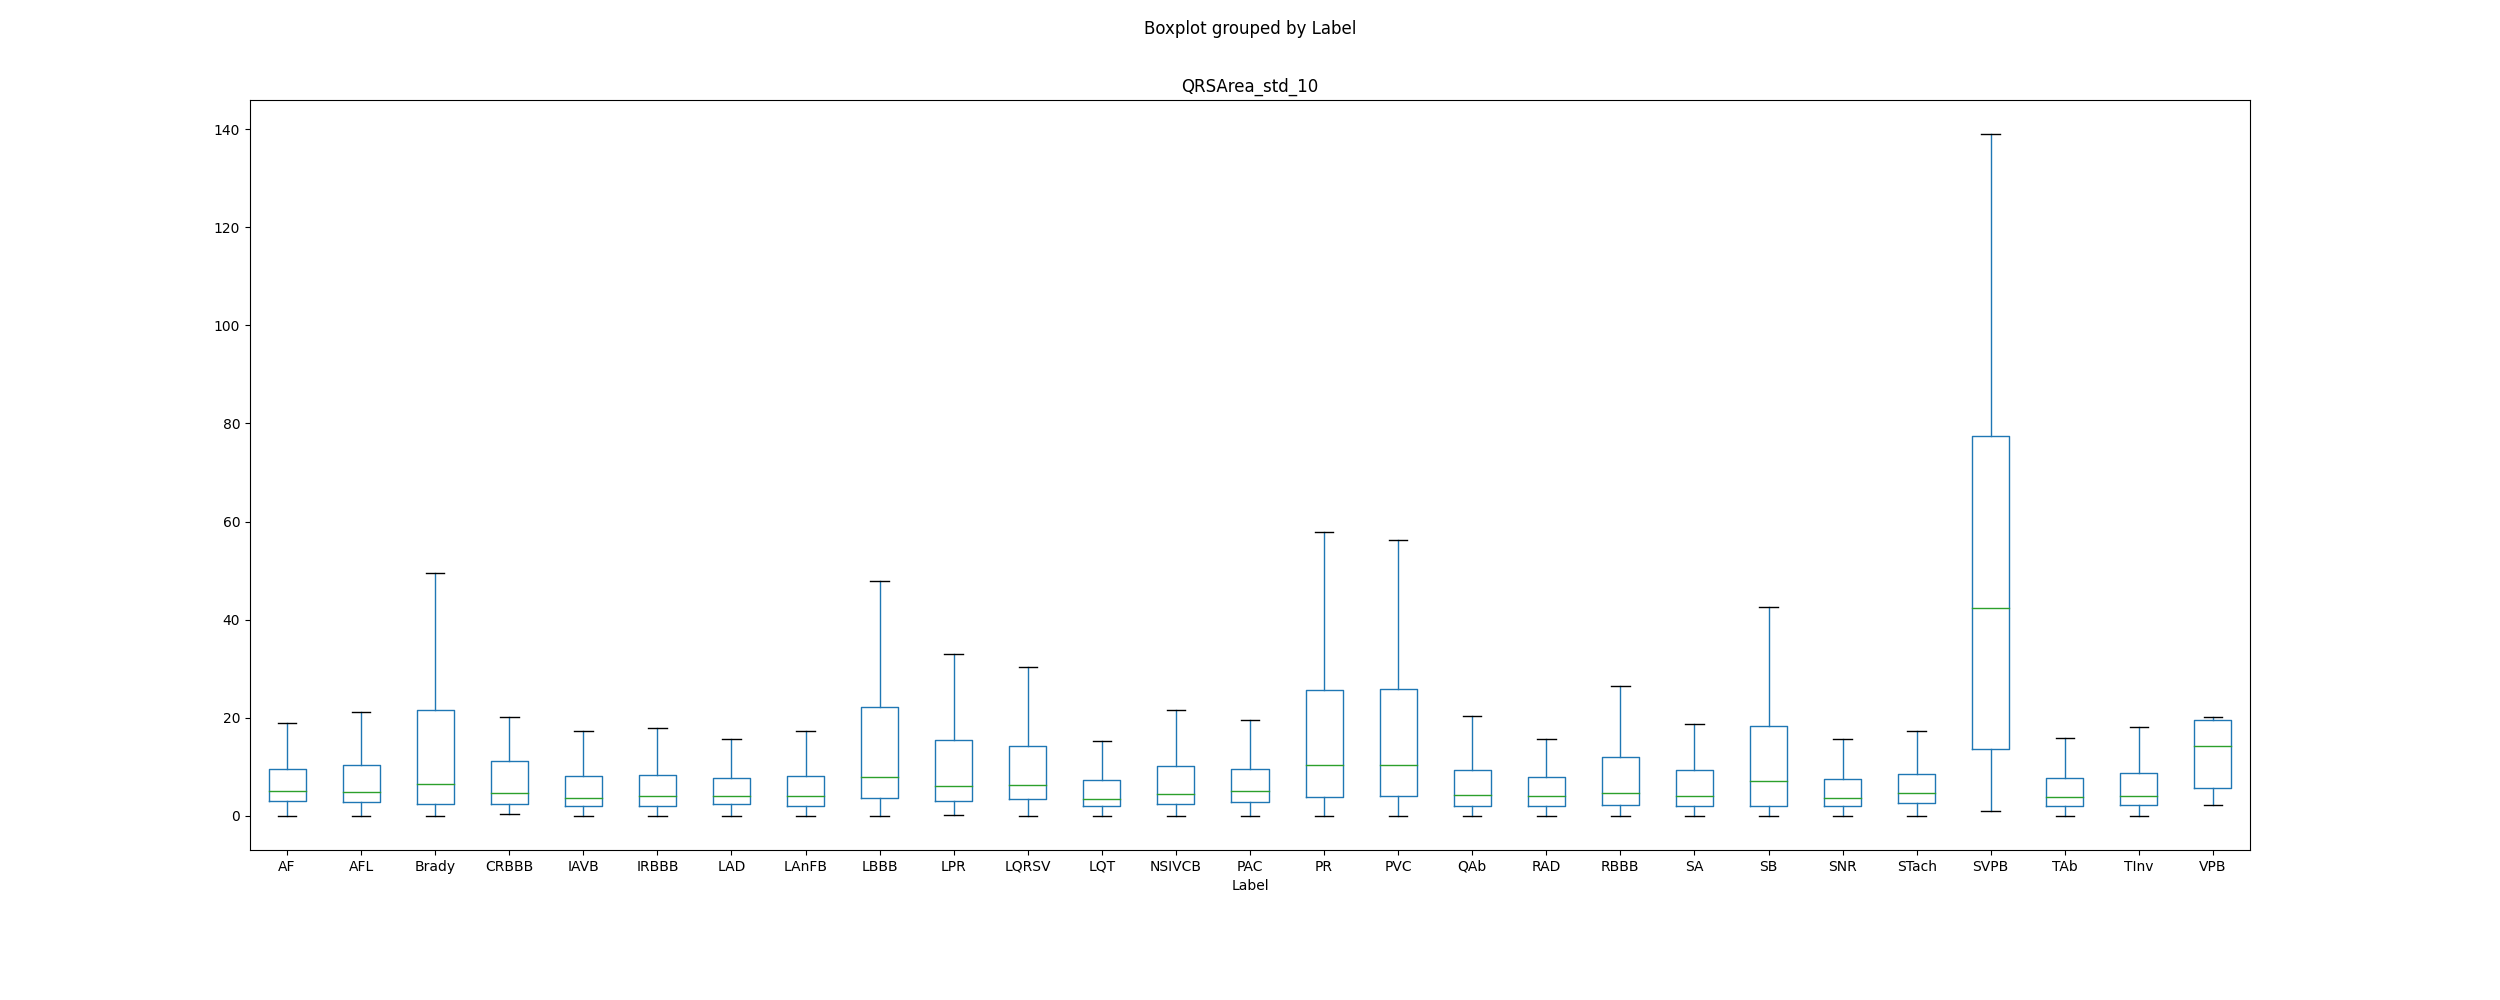 Boxplot grouped by Label
QRSArea_std_10
140
120
100
80
60
40
20
0
AF AFL Brady CRBBB IAVB IRBBB LAD LAnFB LBBB LPR LQRSV LQT NSIVCB PAC PR PVC QAb RAD RBBB SA SB SNR STach SVPB TAb TInv VPB
Label